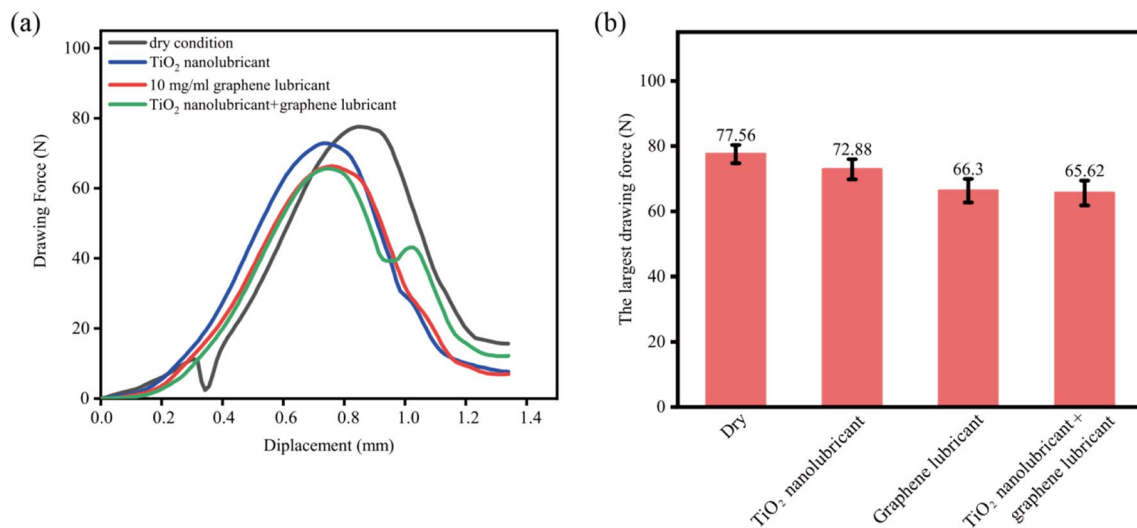 (a)
100
80
60
40
20
0
0.0 0.2 0.4 0.6 0.8 1.0 1.2 1.4
Drawing Force (N)
Diplacement (mm)
dry condition
TiO₂ nanolubricant
10 mg/ml graphene lubricant
TiO₂ nanolubricant+graphene lubricant
(b)
100
80
60
40
20
0
The largest drawing force (N)
77.56
72.88
66.3
65.62
Dry
TiO₂ nanolubricant
Graphene lubricant
TiO₂ nanolubricant+
graphene lubricant